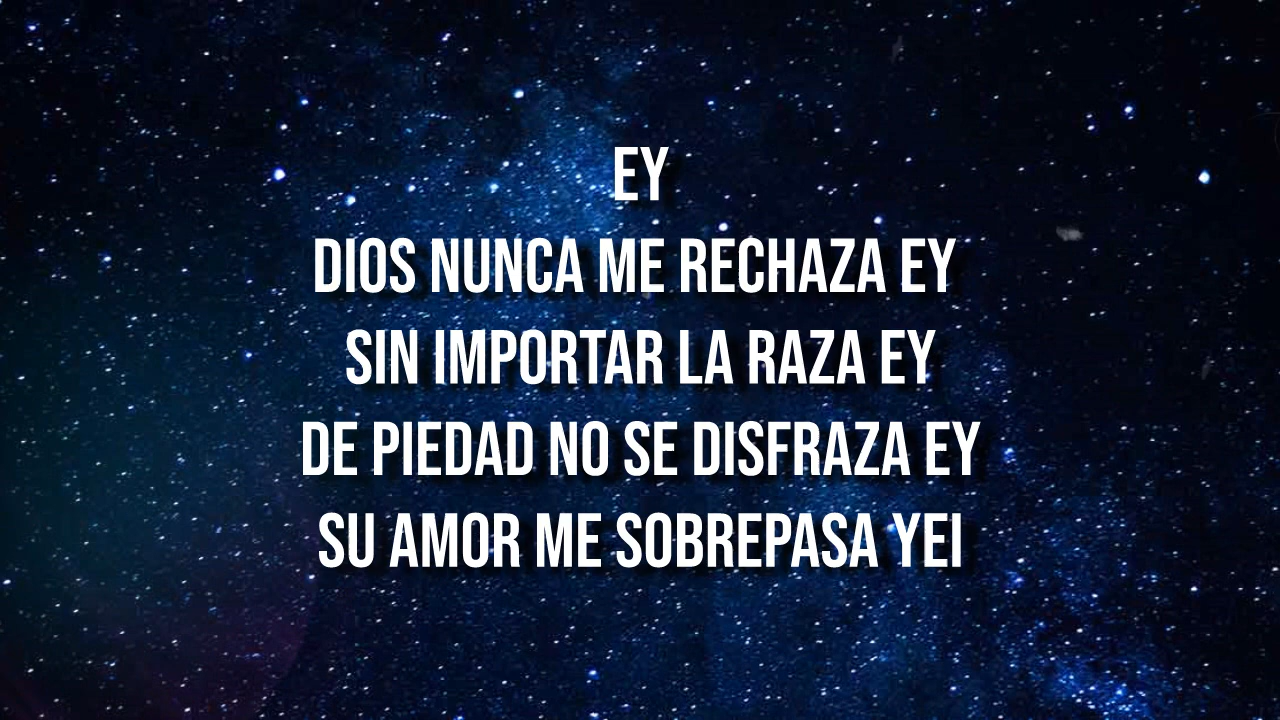 EY
DIOS NUNCA ME RECHAZA EY
SIN IMPORTAR LA RAZA EY
DE PIEDAD NO SE DISFRAZA EY
SU AMOR ME SOBREPASA YEI